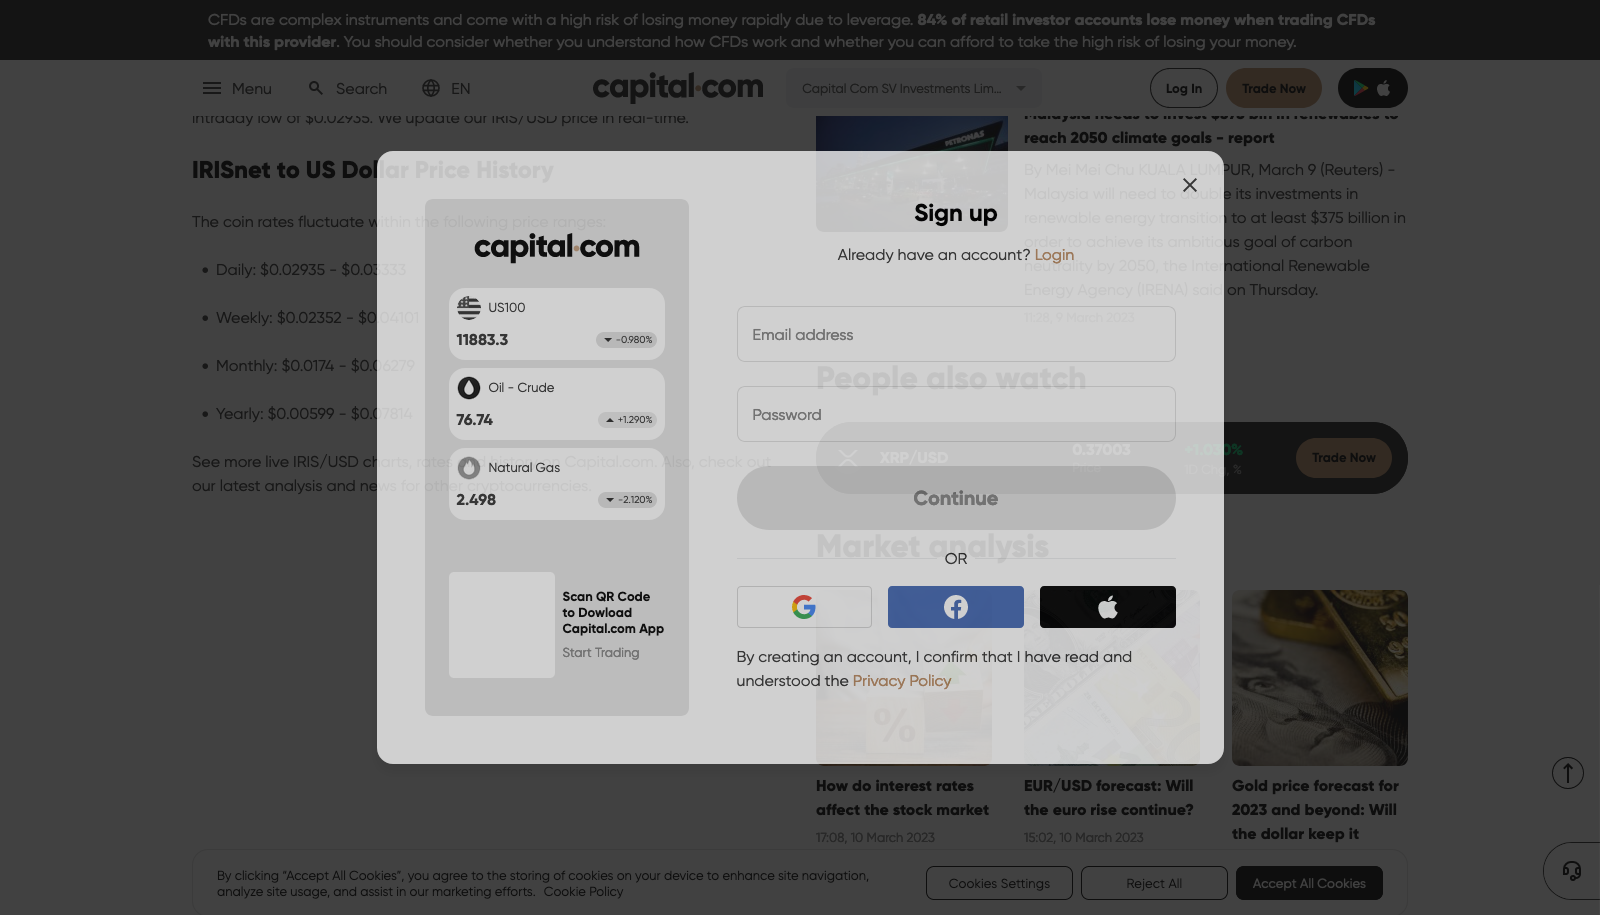 CFDs are complex instruments and come with a high risk of losing money rapidly due to leverage. 84% of retail investor accounts lose money when trading CFDs
with this provider. You should consider whether you understand how CFDs work and whether you can afford to take the high risk of losing your money.
Menu
Search
EN
capital.com
Capital Com SV Investments Lim...
Log In
Trade Now
intraday low of $0.02935. We update our IRIS/USD price in real-time.
IRISnet to US Dollar Price History
The coin rates fluctuate within the following price ranges:
Daily: $0.02935 - $0.03333
Weekly: $0.02352 - $0.04101
Monthly: $0.0174 - $0.06279
Yearly: $0.00599 - $0.07814
See more live IRIS/USD charts, rates and history on Capital.com. Also, check out
our latest analysis and news for other cryptocurrencies.
PETRONAS
Malaysia needs to invest $375 bln in renewables to
reach 2050 climate goals - report
By Mei Mei Chu KUALA LUMPUR, March 9 (Reuters) -
Malaysia will need to double its investments in
renewable energy transition to at least $375 billion in
order to achieve its ambitious goal of carbon
neutrality by 2050, the International Renewable
Energy Agency (IRENA) said on Thursday.
11:28, 9 March 2023
People also watch
XRP/USD
0.37003
Price
+1.020%
Trade Now
Market analysis
capital.com
US100
11883.3
-0.980%
Oil - Crude
76.74
+1.290%
Natural Gas
2.498
-2.120%
Scan QR Code
to Dowload
Capital.com App
Start Trading
Sign up
Already have an account? Login
Email address
Password
Continue
OR
By creating an account, I confirm that I have read and
understood the Privacy Policy
%
How do interest rates
affect the stock market
17:08, 10 March 2023
EUR/USD forecast: Will
the euro rise continue?
15:02, 10 March 2023
Gold price forecast for
2023 and beyond: Will
the dollar keep it
By clicking “Accept All Cookies”, you agree to the storing of cookies on your device to enhance site navigation,
analyze site usage, and assist in our marketing efforts. Cookie Policy
Cookies Settings
Reject All
Accept All Cookies